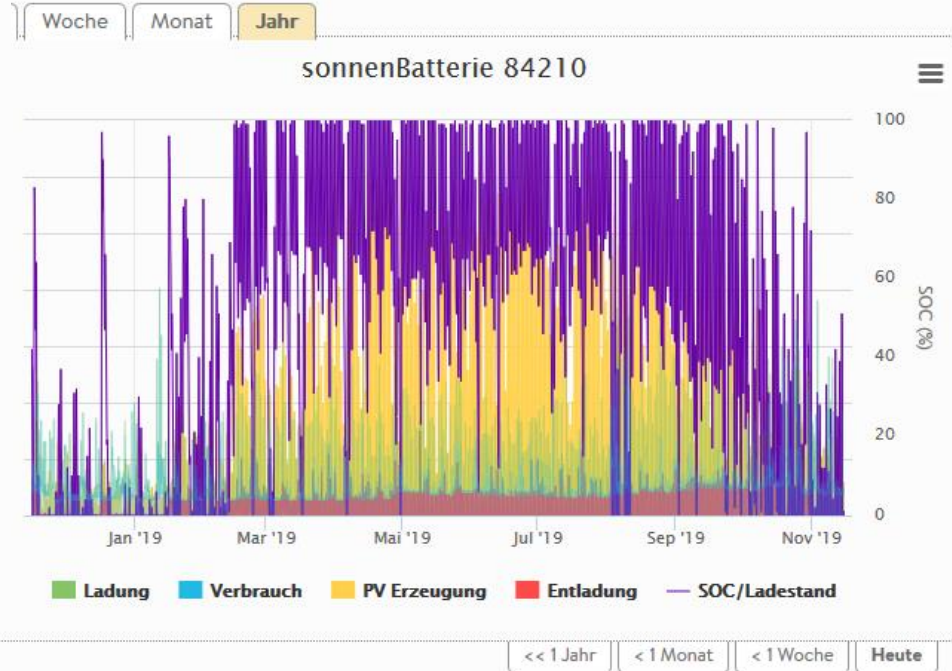 Woche Monat Jahr
sonnenBatterie 84210
100
80
60
40
20
0
SOC (%)
Jan '19 Mar '19 Mai '19 Jul '19 Sep '19 Nov '19
Ladung Verbrauch PV Erzeugung Entladung SOC/Ladestand
<< 1 Jahr < 1 Monat < 1 Woche Heute